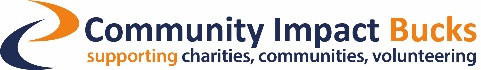 Community Impact Bucks
supporting charities, communities, volunteering